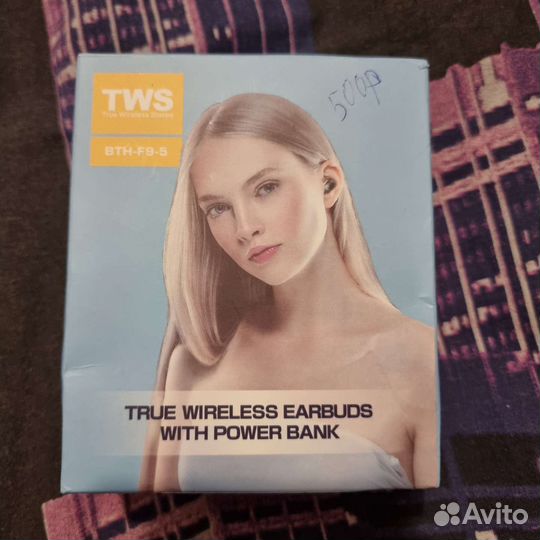 TWS
True Wireless Stereo
BTH-F9-5
500р
TRUE WIRELESS EARBUDS
WITH POWER BANK
Avito